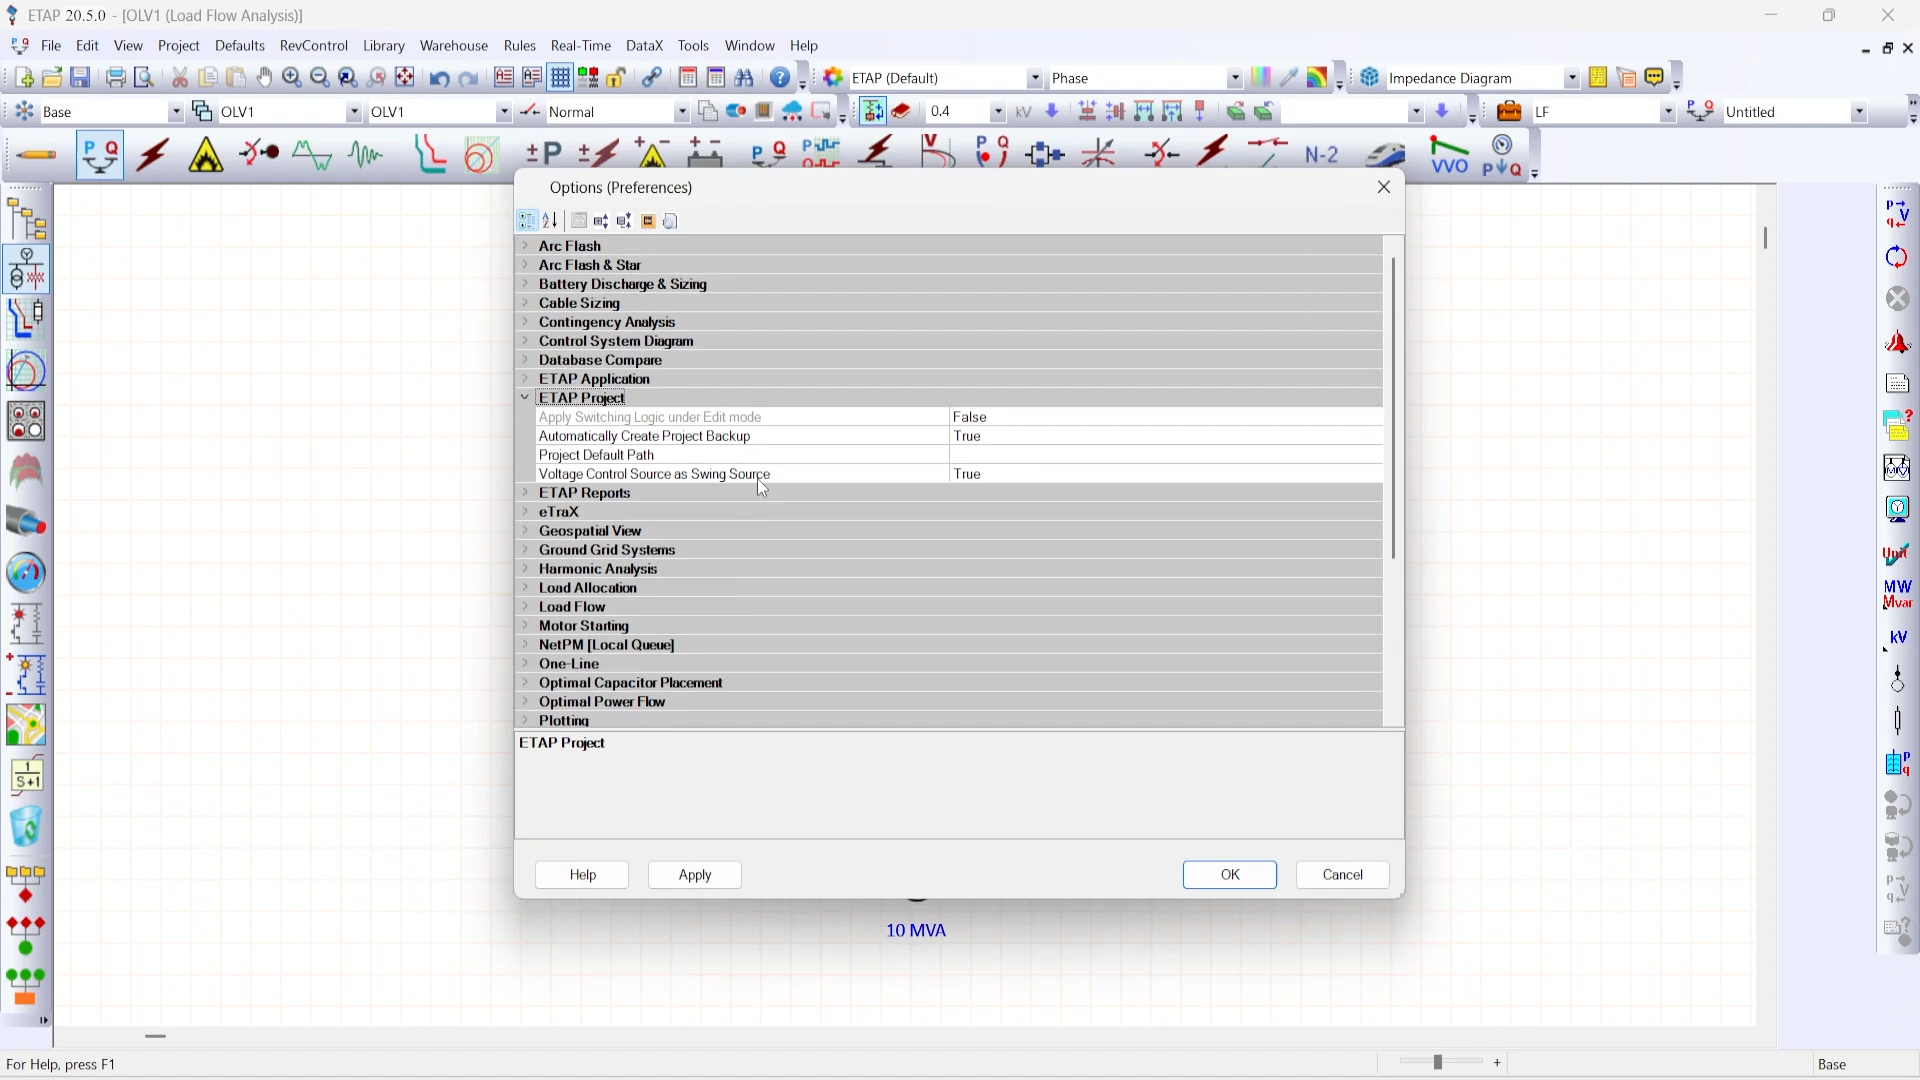 ETAP 20.5.0 - [OLV1 (Load Flow Analysis)]
File Edit View Project Defaults RevControl Library Warehouse Rules Real-Time DataX Tools Window Help
ETAP (Default) Phase Impedance Diagram
Base OLV1 OLV1 Normal 0.4 kV LF Untitled
P Q ±P P Q P Q V P Q N-2 VVO P Q
Options (Preferences)
Arc Flash
Arc Flash & Star
Battery Discharge & Sizing
Cable Sizing
Contingency Analysis
Control System Diagram
Database Compare
ETAP Application
ETAP Project
Apply Switching Logic under Edit mode False
Automatically Create Project Backup True
Project Default Path
Voltage Control Source as Swing Source True
ETAP Reports
eTraX
Geospatial View
Ground Grid Systems
Harmonic Analysis
Load Allocation
Load Flow
Motor Starting
NetPM [Local Queue]
One-Line
Optimal Capacitor Placement
Optimal Power Flow
Plotting
ETAP Project
Help Apply OK Cancel
10 MVA
1
S+1
P V
q
Unit
MW
Mvar
kV
P
q
P V
q
For Help, press F1 Base